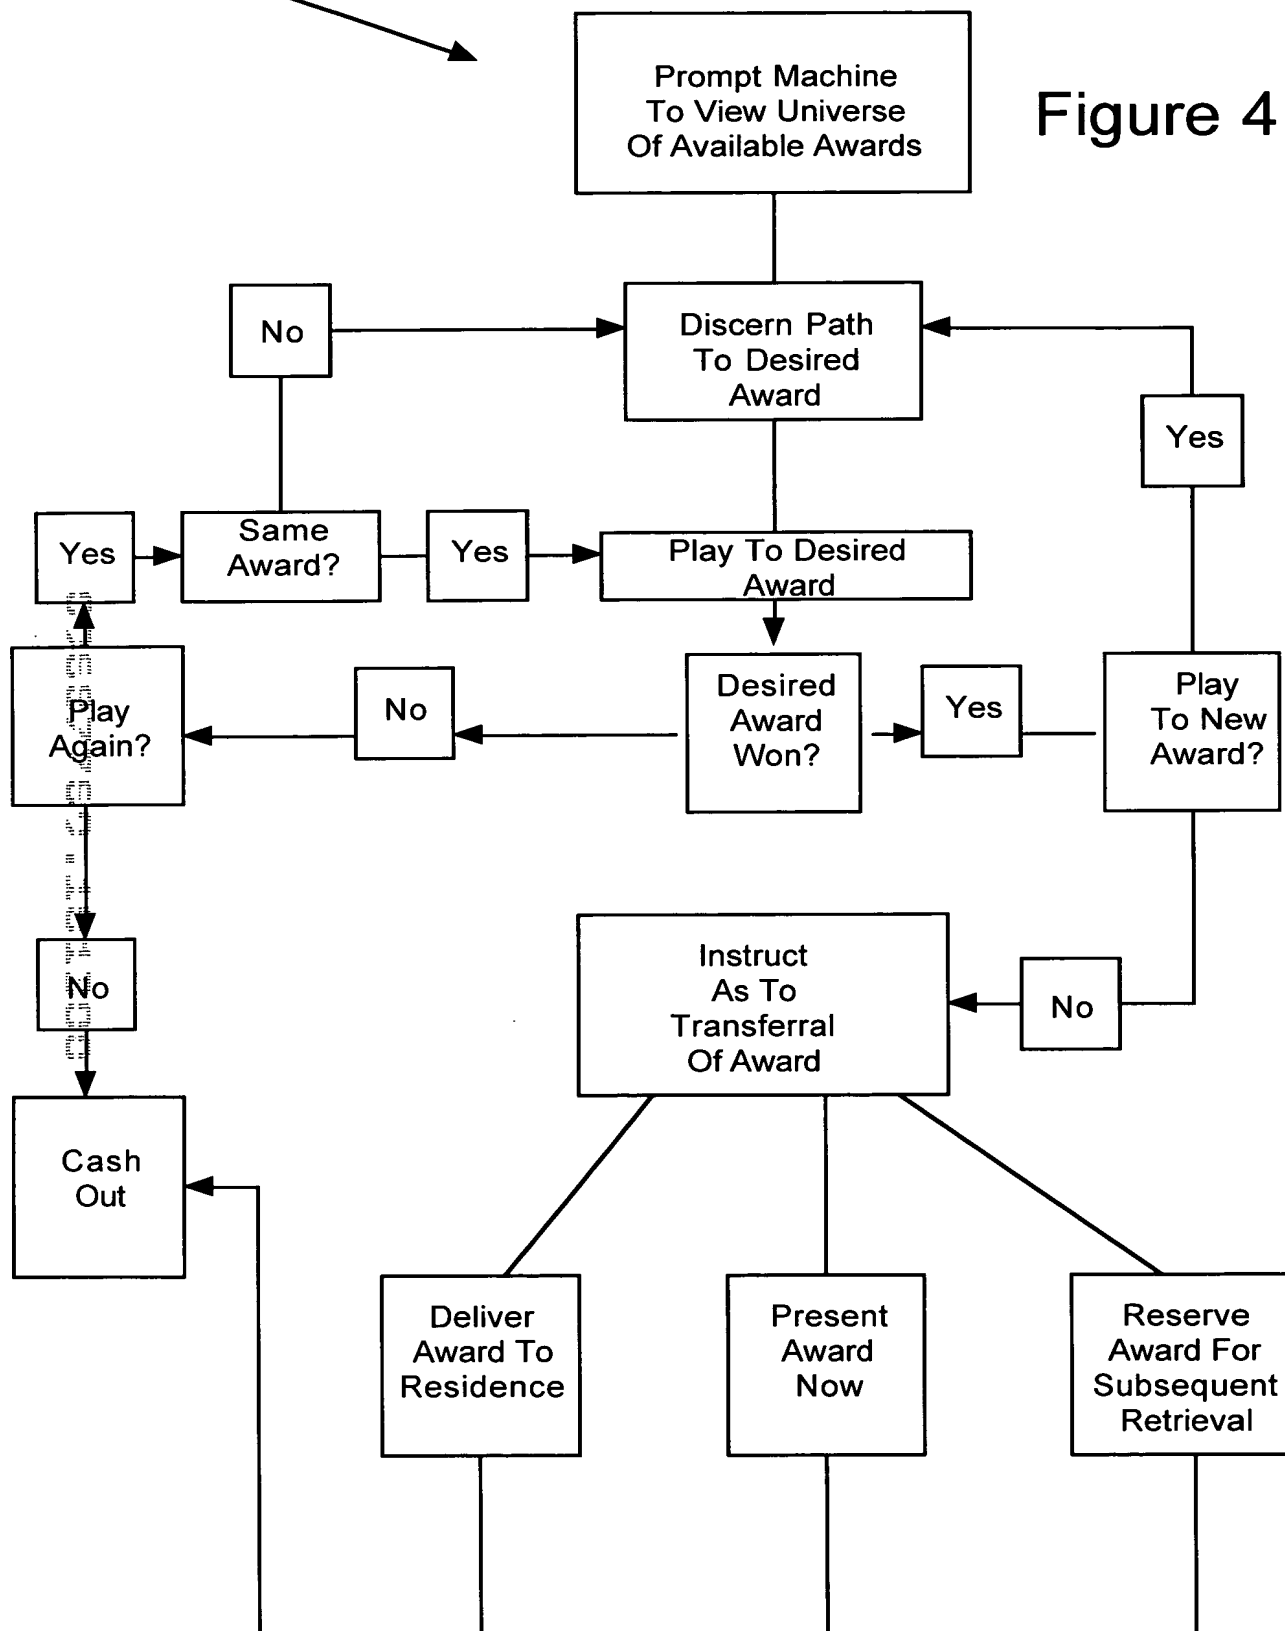 Prompt Machine
To View Universe
Of Available Awards
Figure 4
No
Discern Path
To Desired
Award
Yes
Yes
Same
Award?
Yes
Play To Desired
Award
Play
Again?
No
Desired
Award
Won?
Yes
Play
To New
Award?
No
Instruct
As To
Transferral
Of Award
No
Cash
Out
Deliver
Award To
Residence
Present
Award
Now
Reserve
Award For
Subsequent
Retrieval